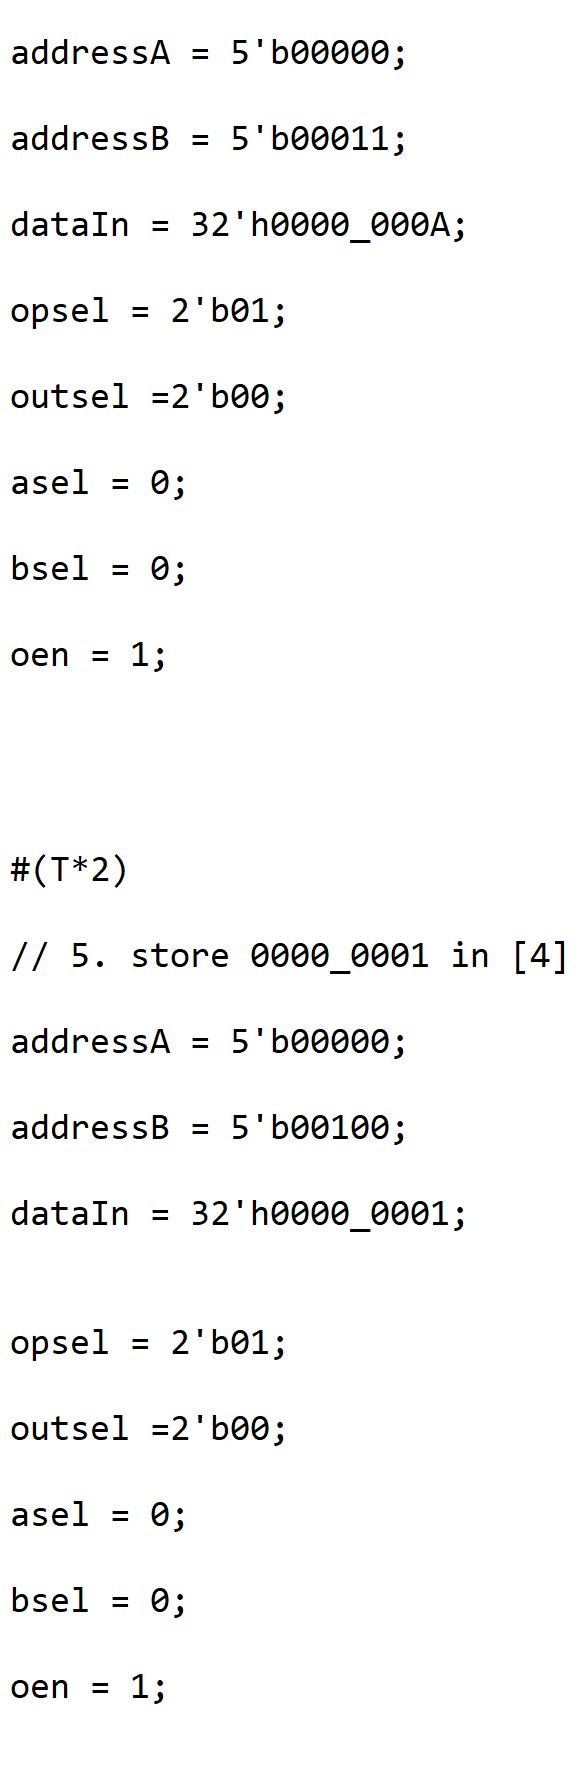 addressA = 5'b00000;
addressB = 5'b00011;
dataIn = 32'h0000_000A;
opsel = 2'b01;
outsel =2'b00;
asel = 0;
bsel = 0;
oen = 1;
#(T*2)
// 5. store 0000_0001 in [4]
addressA = 5'b00000;
addressB = 5'b00100;
dataIn = 32'h0000_0001;
opsel = 2'b01;
outsel =2'b00;
asel = 0;
bsel = 0;
oen = 1;